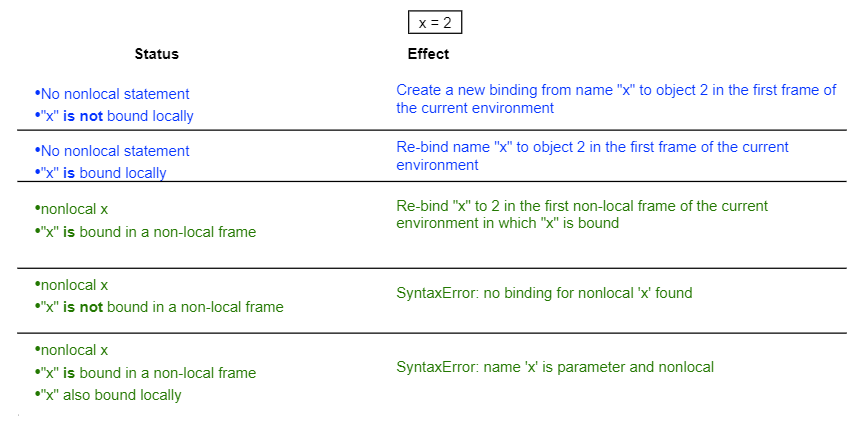 x = 2
Status Effect
•No nonlocal statement
•"x" is not bound locally
Create a new binding from name "x" to object 2 in the first frame of
the current environment
•No nonlocal statement
•"x" is bound locally
Re-bind name "x" to object 2 in the first frame of the current
environment
•nonlocal x
•"x" is bound in a non-local frame
Re-bind "x" to 2 in the first non-local frame of the current
environment in which "x" is bound
•nonlocal x
•"x" is not bound in a non-local frame
SyntaxError: no binding for nonlocal 'x' found
•nonlocal x
•"x" is bound in a non-local frame
•"x" also bound locally
SyntaxError: name 'x' is parameter and nonlocal